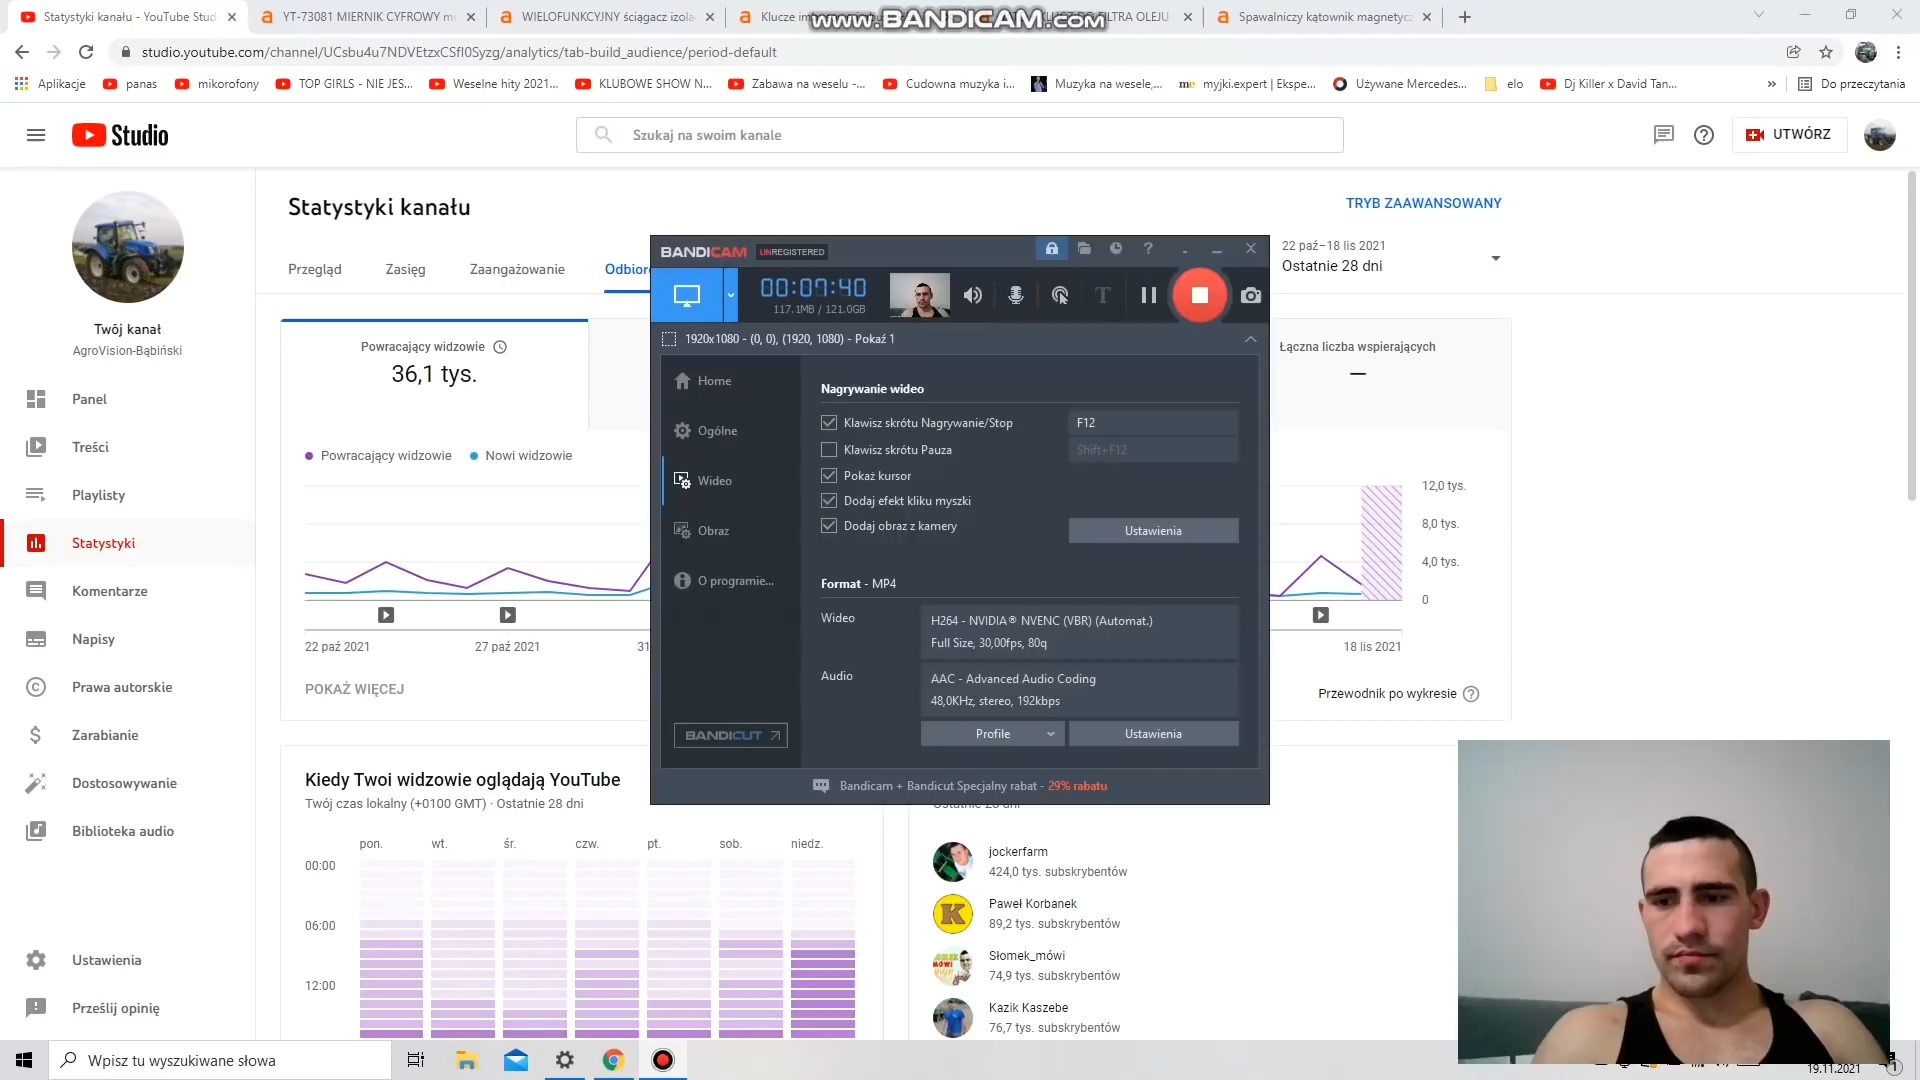 Statystyki kanału - YouTube Stud
YT-73081 MIERNIK CYFROWY m
WIELOFUNKCYJNY ściągacz izola
Klucze im
KLUCZ DO FILTRA OLEJU
Spawalniczy kątownik magnetyc
www.BANDICAM.com
studio.youtube.com/channel/UCsbu4u7NDVEtzxCSfI0Syzg/analytics/tab-build_audience/period-default
Aplikacje
panas
mikorofony
TOP GIRLS - NIE JES...
Weselne hity 2021...
KLUBOWE SHOW N...
Zabawa na weselu -...
Cudowna muzyka i...
Muzyka na wesele,...
me
myjki.expert | Ekspe...
Używane Mercedes...
elo
Dj Killer x David Tan...
»
Do przeczytania
Studio
Szukaj na swoim kanale
UTWÓRZ
Twój kanał
AgroVision-Bąbiński
Panel
Treści
Playlisty
Statystyki
Komentarze
Napisy
Prawa autorskie
Zarabianie
Dostosowywanie
Biblioteka audio
Ustawienia
Prześlij opinię
Statystyki kanału
TRYB ZAAWANSOWANY
Przegląd
Zasięg
Zaangażowanie
Odbiorc
22 paź–18 lis 2021
Ostatnie 28 dni
Powracający widzowie
36,1 tys.
Łączna liczba wspierających
—
Powracający widzowie
Nowi widzowie
12,0 tys.
8,0 tys.
4,0 tys.
0
22 paź 2021
27 paź 2021
31
18 lis 2021
POKAŻ WIĘCEJ
Przewodnik po wykresie
BANDICAM
UNREGISTERED
00:07:40
117.1MB / 121.0GB
1920x1080 - (0, 0), (1920, 1080) - Pokaź 1
Home
Ogólne
Wideo
Obraz
O programie...
BANDICUT
Nagrywanie wideo
Klawisz skrótu Nagrywanie/Stop
F12
Klawisz skrótu Pauza
Shift+F12
Pokaż kursor
Dodaj efekt kliku myszki
Dodaj obraz z kamery
Ustawienia
Format - MP4
Wideo
H264 - NVIDIA® NVENC (VBR) (Automat.)
Full Size, 30,00fps, 80q
Audio
AAC - Advanced Audio Coding
48,0KHz, stereo, 192kbps
Profile
Ustawienia
Bandicam + Bandicut Specjalny rabat - 29% rabatu
Kiedy Twoi widzowie oglądają YouTube
Twój czas lokalny (+0100 GMT) · Ostatnie 28 dni
pon.
wt.
śr.
czw.
pt.
sob.
niedz.
00:00
06:00
12:00
Ostatnie 28 dni
jockerfarm
424,0 tys. subskrybentów
Paweł Korbanek
89,2 tys. subskrybentów
Słomek_mówi
74,9 tys. subskrybentów
Kazik Kaszebe
76,7 tys. subskrybentów
Wpisz tu wyszukiwane słowa
19.11.2021
1